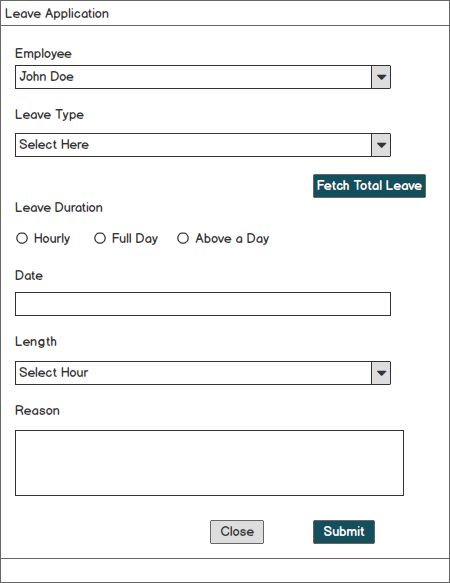 Leave Application
Employee
John Doe
Leave Type
Select Here
Fetch Total Leave
Leave Duration
Hourly Full Day Above a Day
Date
Length
Select Hour
Reason
Close Submit